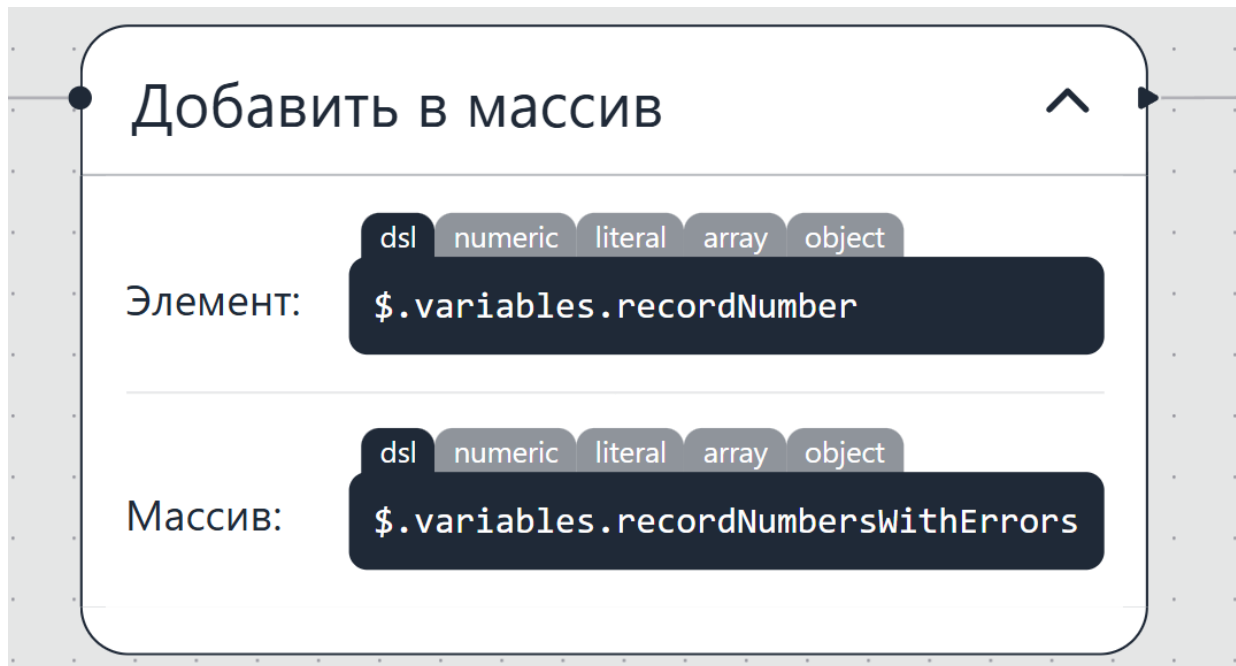 Добавить в массив
dsl numeric literal array object
Элемент: $.variables.recordNumber
dsl numeric literal array object
Массив: $.variables.recordNumbersWithErrors